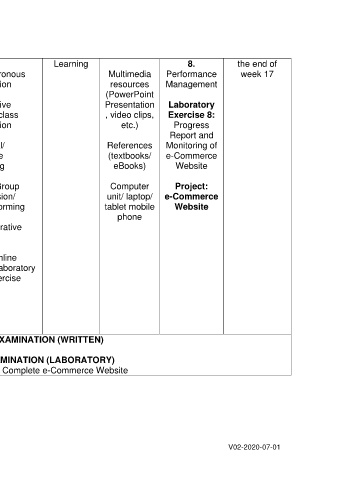 ronous
ion
ive
class
ion
l/
e
g
Group
sion/
orming
rative
nline
aboratory
ercise
Learning
Multimedia
resources
(PowerPoint
Presentation
, video clips,
etc.)
References
(textbooks/
eBooks)
Computer
unit/ laptop/
tablet mobile
phone
8.
Performance
Management
Laboratory
Exercise 8:
Progress
Report and
Monitoring of
e-Commerce
Website
Project:
e-Commerce
Website
the end of
week 17
XAMINATION (WRITTEN)
MINATION (LABORATORY)
Complete e-Commerce Website
V02-2020-07-01